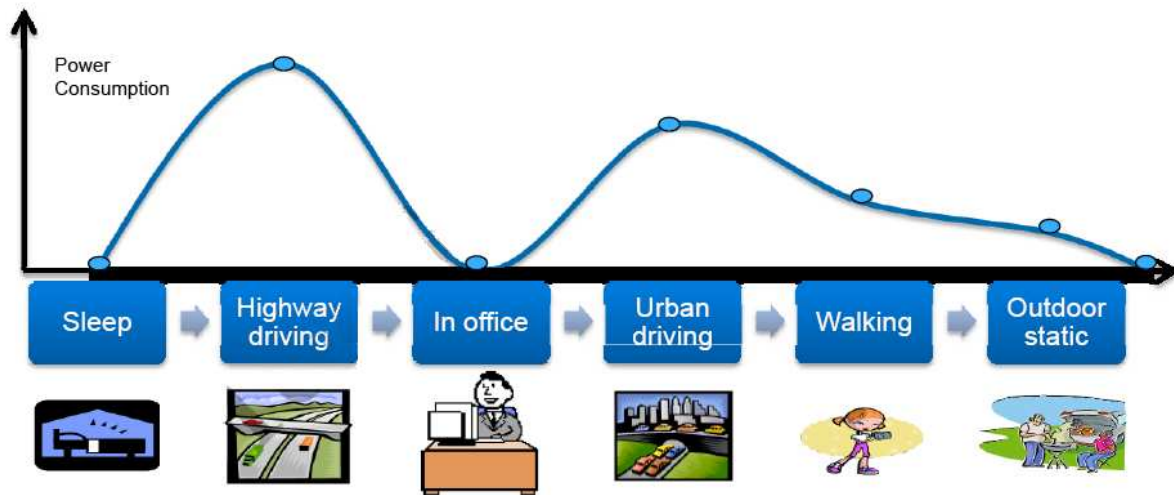 Power
Consumption
Sleep
Highway
driving
In office
Urban
driving
Walking
Outdoor
static